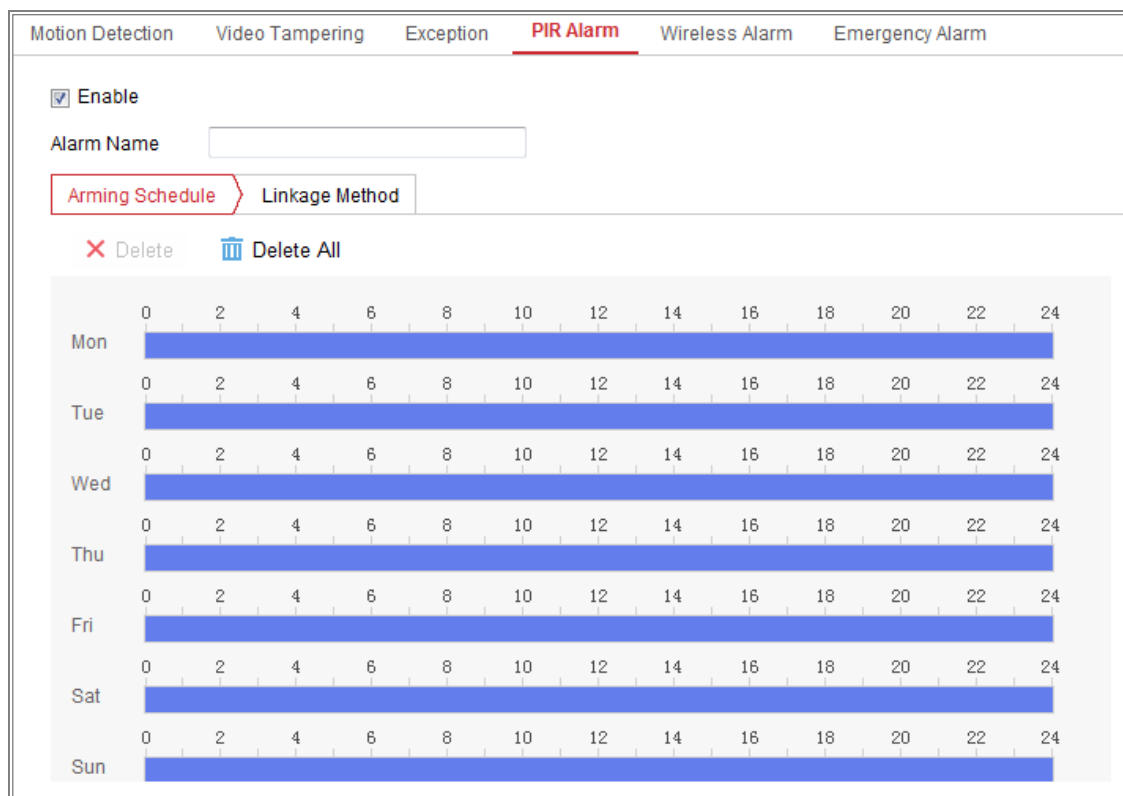 Motion Detection Video Tampering Exception PIR Alarm Wireless Alarm Emergency Alarm
Enable
Alarm Name
Arming Schedule Linkage Method
Delete Delete All
0 2 4 6 8 10 12 14 16 18 20 22 24
Mon
0 2 4 6 8 10 12 14 16 18 20 22 24
Tue
0 2 4 6 8 10 12 14 16 18 20 22 24
Wed
0 2 4 6 8 10 12 14 16 18 20 22 24
Thu
0 2 4 6 8 10 12 14 16 18 20 22 24
Fri
0 2 4 6 8 10 12 14 16 18 20 22 24
Sat
0 2 4 6 8 10 12 14 16 18 20 22 24
Sun